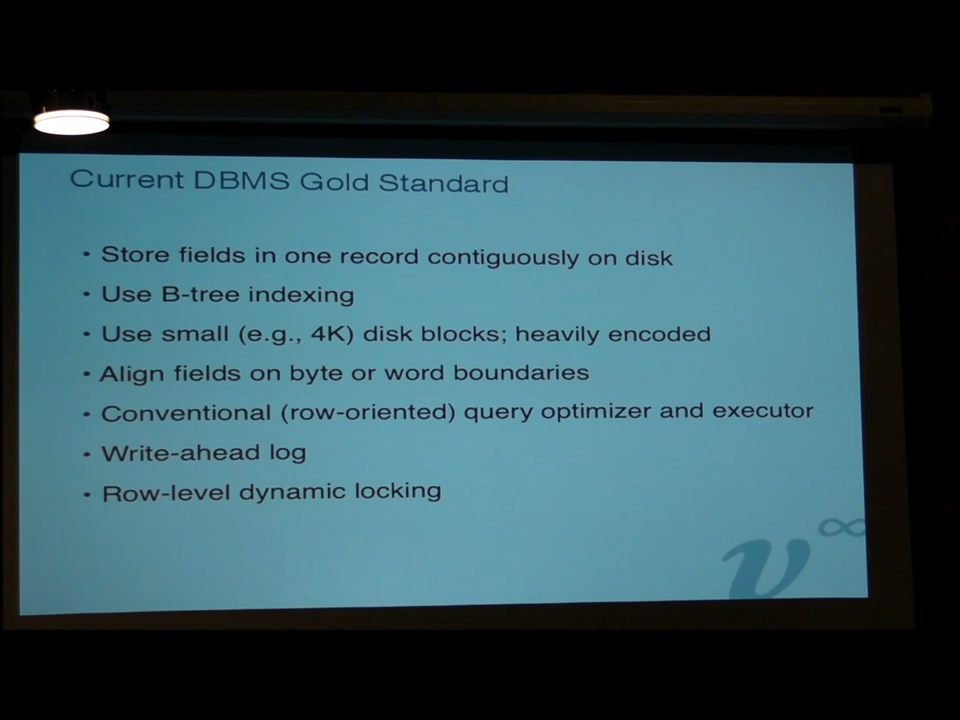 Current DBMS Gold Standard
• Store fields in one record contiguously on disk
• Use B-tree indexing
• Use small (e.g., 4K) disk blocks; heavily encoded
• Align fields on byte or word boundaries
• Conventional (row-oriented) query optimizer and executor
• Write-ahead log
• Row-level dynamic locking
v∞